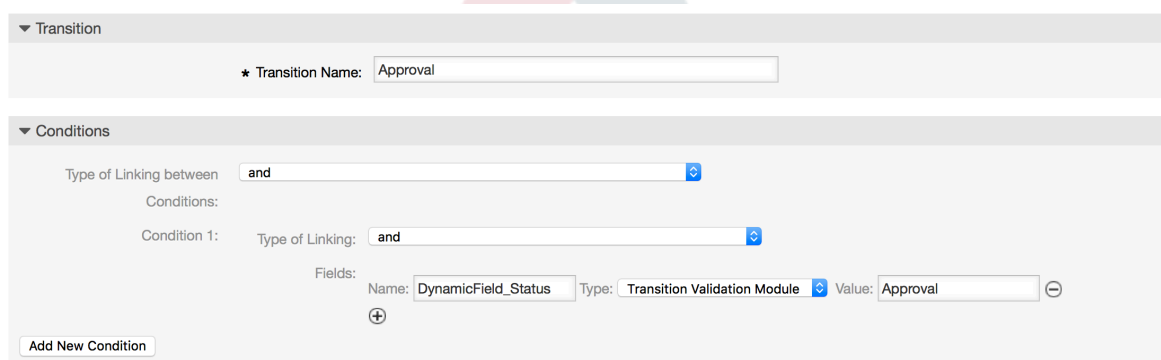 Transition
* Transition Name: Approval
Conditions
Type of Linking between Conditions: and
Condition 1: Type of Linking: and
Fields:
Name: DynamicField_Status Type: Transition Validation Module Value: Approval
Add New Condition